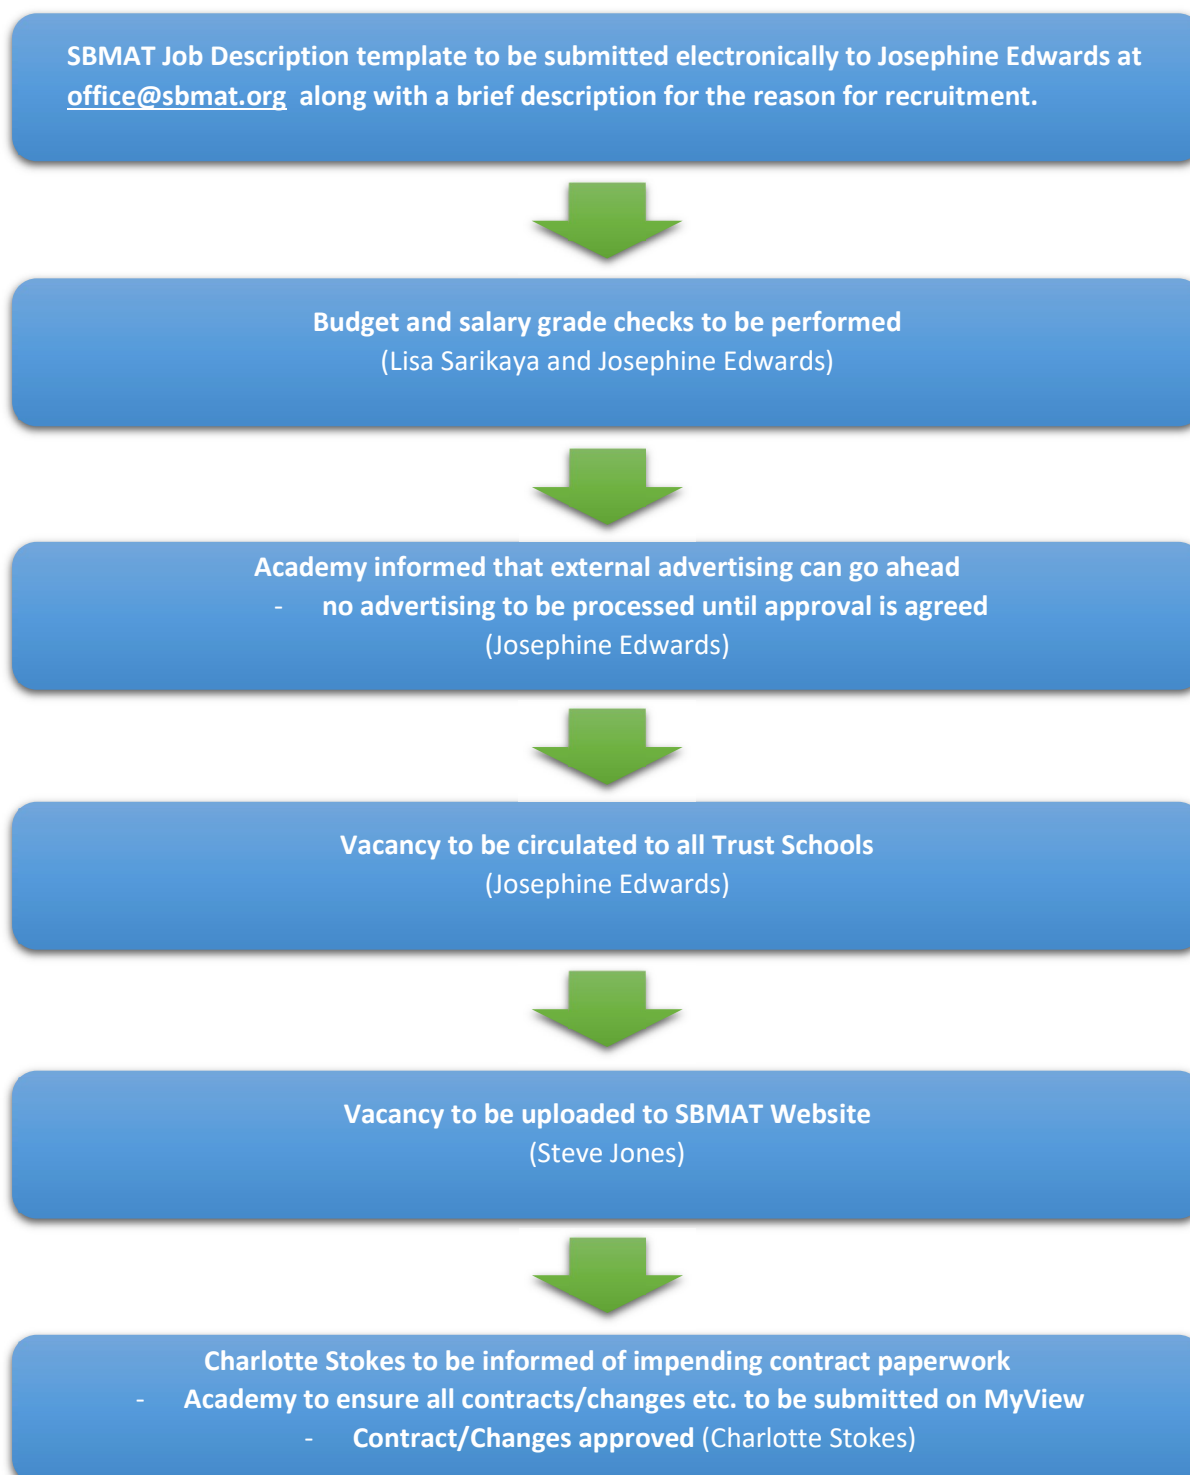 SBMAT Job Description template to be submitted electronically to Josephine Edwards at
office@sbmat.org along with a brief description for the reason for recruitment.
Budget and salary grade checks to be performed
(Lisa Sarikaya and Josephine Edwards)
Academy informed that external advertising can go ahead
- no advertising to be processed until approval is agreed
(Josephine Edwards)
Vacancy to be circulated to all Trust Schools
(Josephine Edwards)
Vacancy to be uploaded to SBMAT Website
(Steve Jones)
Charlotte Stokes to be informed of impending contract paperwork
- Academy to ensure all contracts/changes etc. to be submitted on MyView
- Contract/Changes approved (Charlotte Stokes)